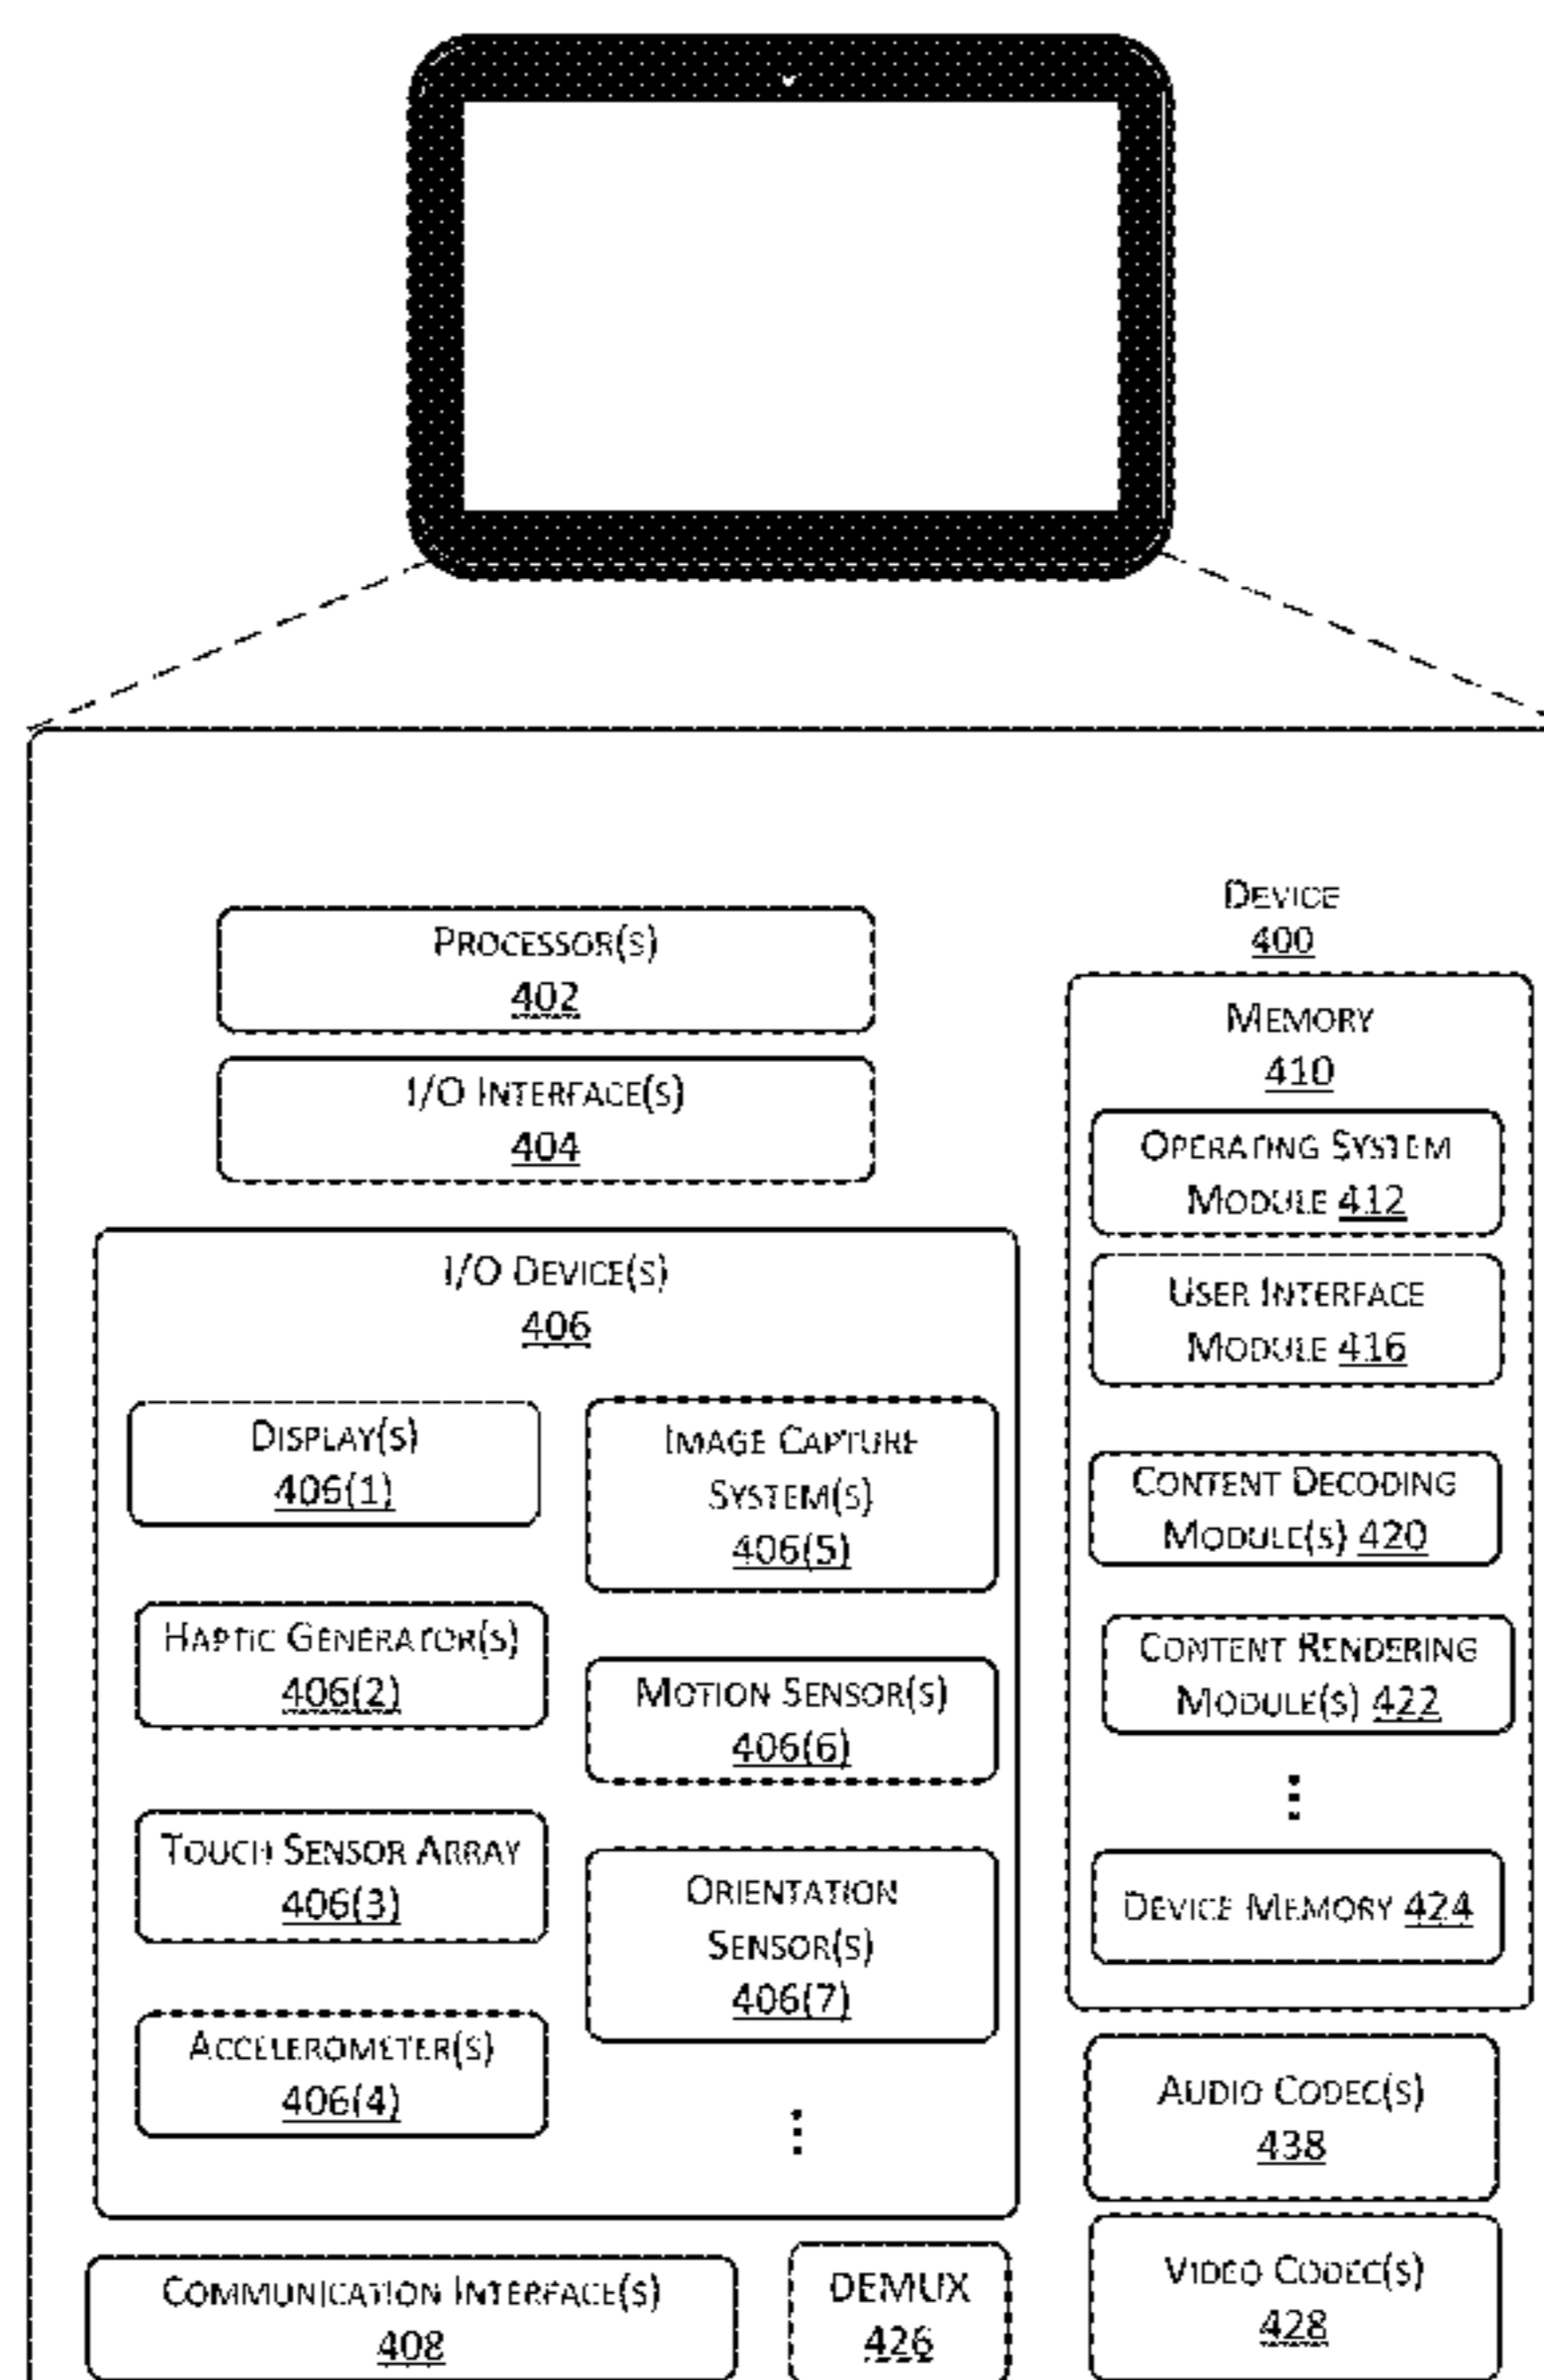 PROCESSOR(S)
402
I/O INTERFACE(S)
404
I/O DEVICE(S)
406
DISPLAY(S)
406(1)
HAPTIC GENERATOR(S)
406(2)
TOUCH SENSOR ARRAY
406(3)
ACCELEROMETER(S)
406(4)
IMAGE CAPTURE
SYSTEM(S)
406(5)
MOTION SENSOR(S)
406(6)
ORIENTATION
SENSOR(S)
406(7)
COMMUNICATION INTERFACE(S)
408
DEMUX
426
DEVICE
400
MEMORY
410
OPERATING SYSTEM
MODULE 412
USER INTERFACE
MODULE 416
CONTENT DECODING
MODULE(S) 420
CONTENT RENDERING
MODULE(S) 422
DEVICE MEMORY 424
AUDIO CODEC(S)
438
VIDEO CODEC(S)
428